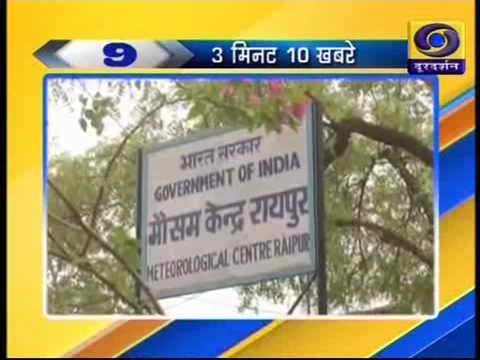 9
3 मिनट 10 खबरे
दूरदर्शन
भारत सरकार
GOVERNMENT OF INDIA
मौसम केन्द्र रायपुर
METEOROLOGICAL CENTRE RAIPUR